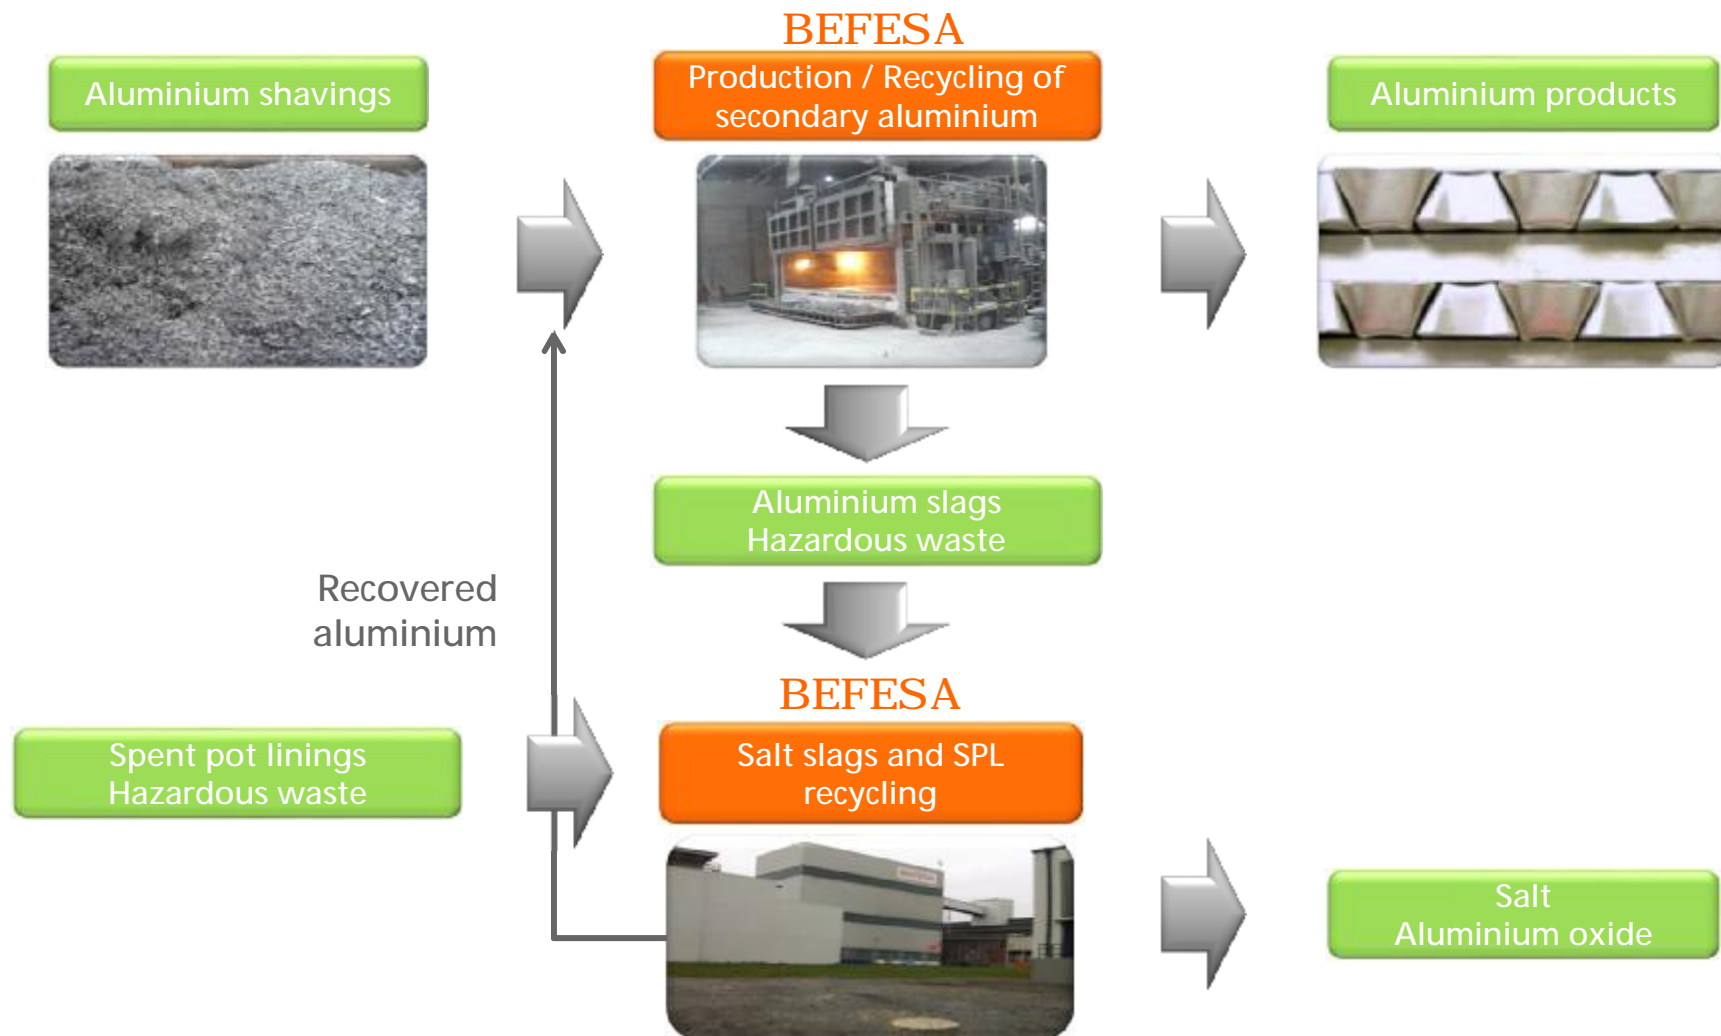 BEFESA
Aluminium shavings
Production / Recycling of
secondary aluminium
Aluminium products
Aluminium slags
Hazardous waste
Recovered
aluminium
BEFESA
Spent pot linings
Hazardous waste
Salt slags and SPL
recycling
Salt
Aluminium oxide